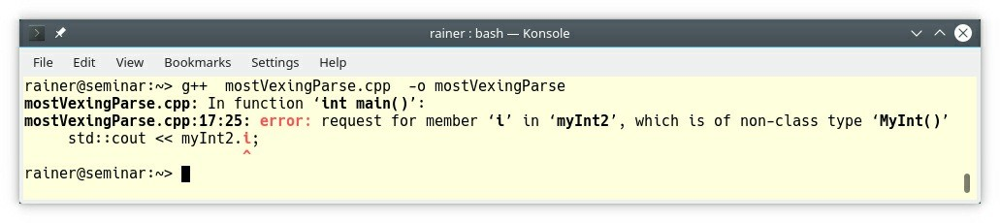 rainer : bash — Konsole
File Edit View Bookmarks Settings Help
rainer@seminar:~> g++  mostVexingParse.cpp  -o mostVexingParse
mostVexingParse.cpp: In function ‘int main()’:
mostVexingParse.cpp:17:25: error: request for member ‘i’ in ‘myInt2’, which is of non-class type ‘MyInt()’
     std::cout << myInt2.i;
                         ^
rainer@seminar:~>